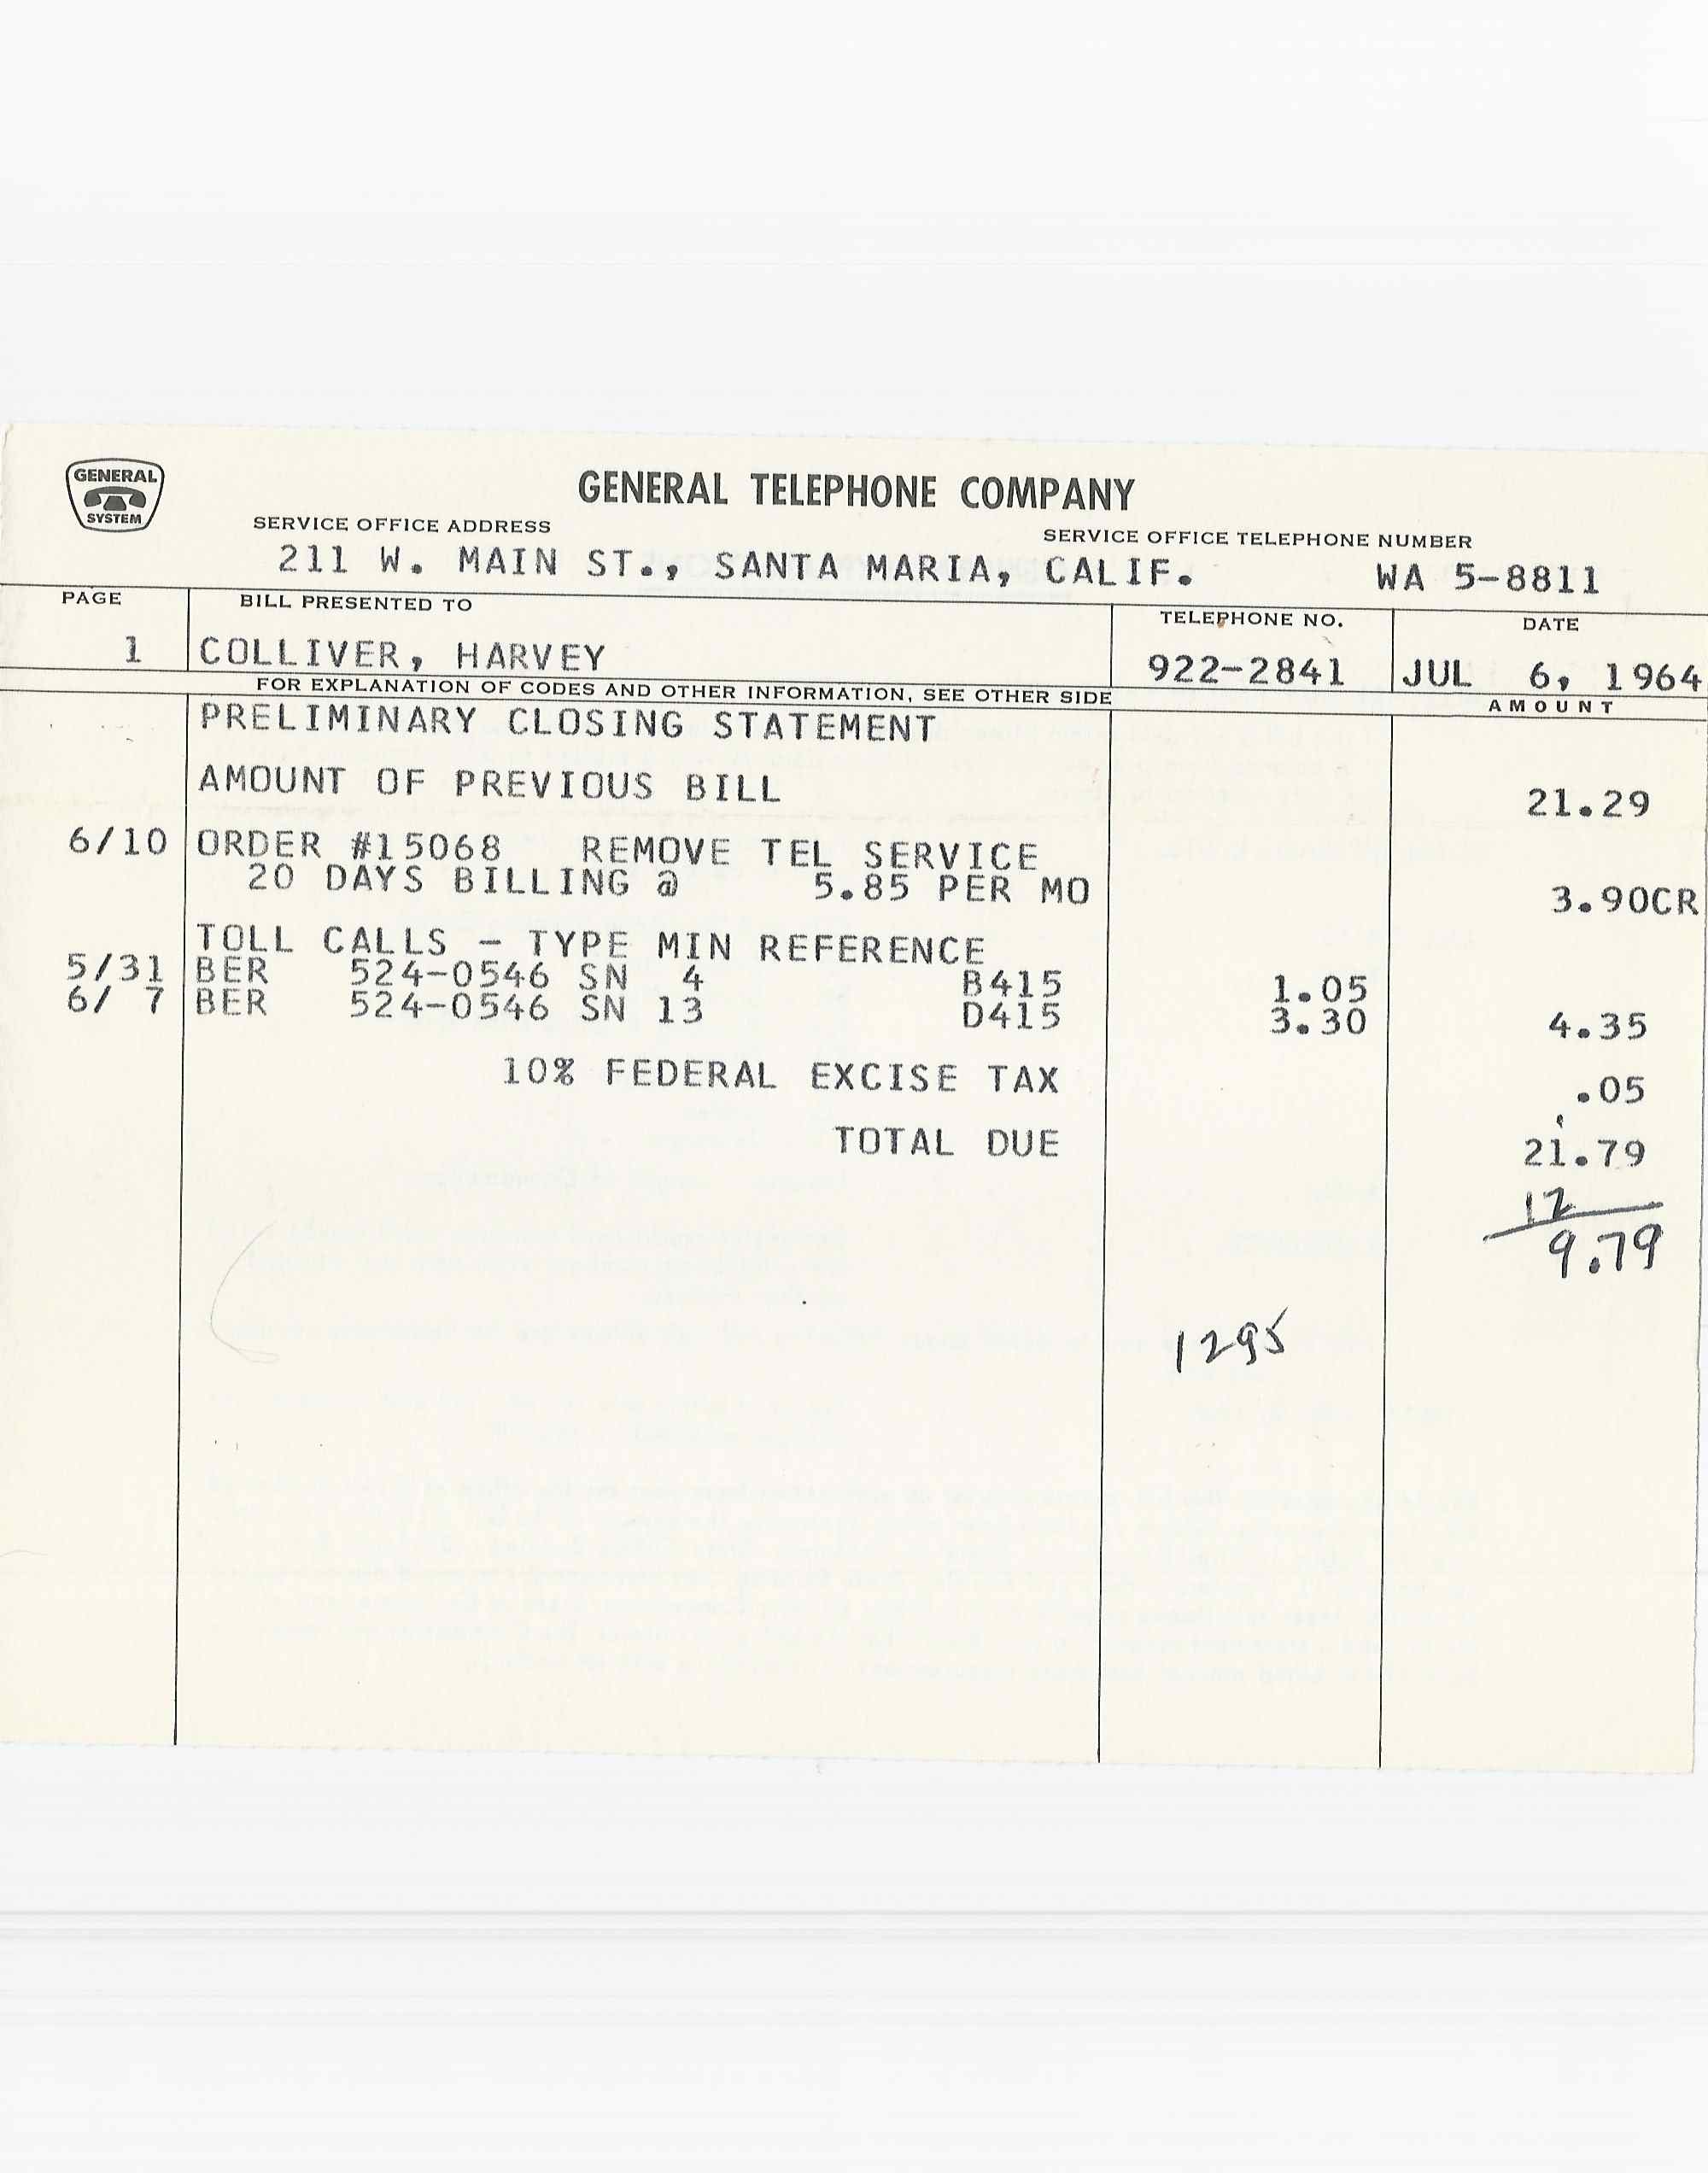 GENERAL
SYSTEM
GENERAL TELEPHONE COMPANY
SERVICE OFFICE ADDRESS SERVICE OFFICE TELEPHONE NUMBER
211 W. MAIN ST., SANTA MARIA, CALIF. WA 5-8811
PAGE BILL PRESENTED TO TELEPHONE NO. DATE
1 COLLIVER, HARVEY 922-2841 JUL 6, 1964
FOR EXPLANATION OF CODES AND OTHER INFORMATION, SEE OTHER SIDE AMOUNT
PRELIMINARY CLOSING STATEMENT
AMOUNT OF PREVIOUS BILL 21.29
6/10 ORDER #15068 REMOVE TEL SERVICE
20 DAYS BILLING @ 5.85 PER MO 3.90CR
TOLL CALLS - TYPE MIN REFERENCE
5/31 BER 524-0546 SN 4 B415 1.05
6/ 7 BER 524-0546 SN 13 D415 3.30 4.35
10% FEDERAL EXCISE TAX .05
TOTAL DUE 21.79
12
9.79
1295